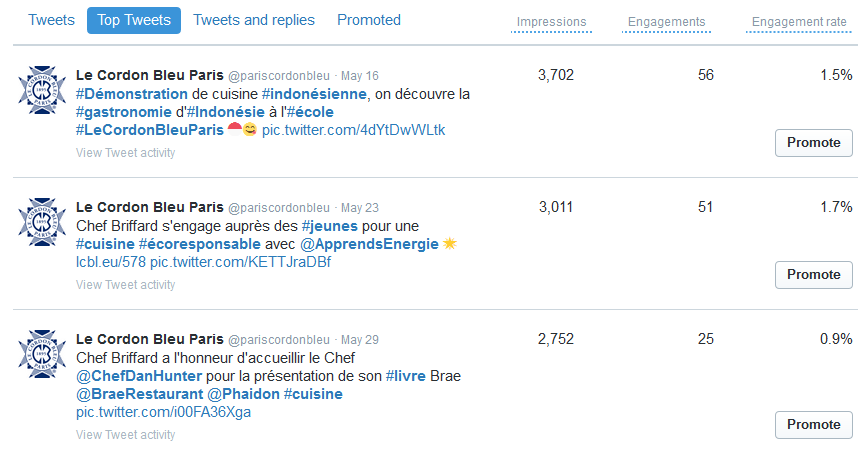 Tweets Top Tweets Tweets and replies Promoted Impressions Engagements Engagement rate
Le Cordon Bleu Paris @pariscordonbleu · May 16 3,702 56 1.5%
#Démonstration de cuisine #indonésienne, on découvre la
#gastronomie d'#Indonésie à l'#école
#LeCordonBleuParis pic.twitter.com/4dYtDwWLtk
Promote
View Tweet activity
Le Cordon Bleu Paris @pariscordonbleu · May 23 3,011 51 1.7%
Chef Briffard s'engage auprès des #jeunes pour une
#cuisine #écoresponsable avec @ApprendsEnergie
lcbl.eu/578 pic.twitter.com/KETTJraDBf
Promote
View Tweet activity
Le Cordon Bleu Paris @pariscordonbleu · May 29 2,752 25 0.9%
Chef Briffard a l'honneur d'accueillir le Chef
@ChefDanHunter pour la présentation de son #livre Brae
@BraeRestaurant @Phaidon #cuisine
pic.twitter.com/i00FA36Xga
Promote
View Tweet activity